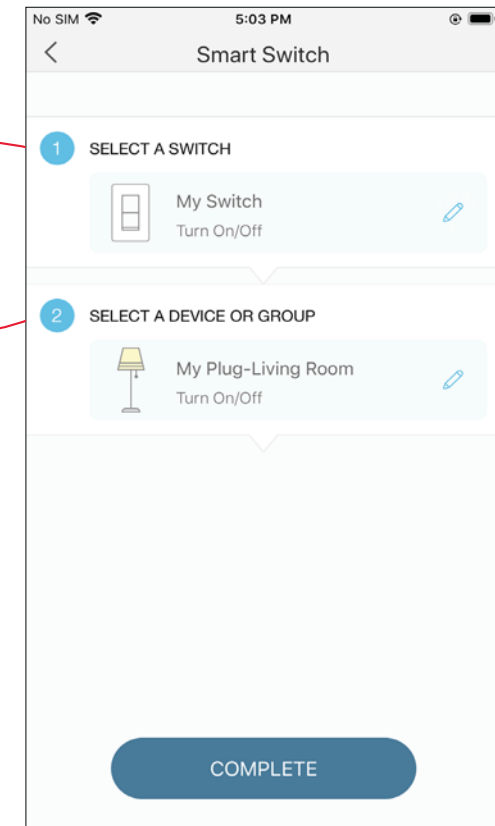 No SIM 5:03 PM
Smart Switch
1 SELECT A SWITCH
My Switch
Turn On/Off
2 SELECT A DEVICE OR GROUP
My Plug-Living Room
Turn On/Off
COMPLETE